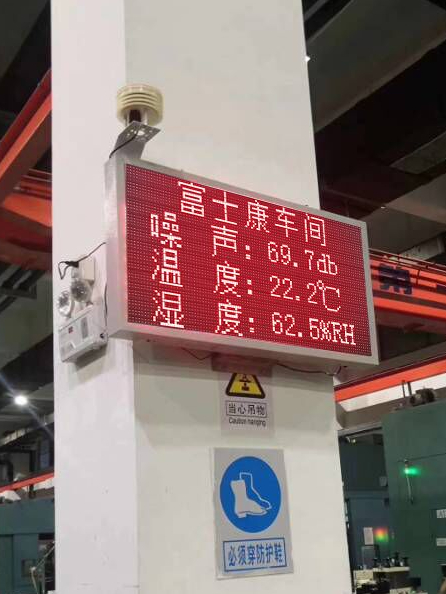 富士康车间
噪 声：69.7db
温 度：22.2℃
湿 度：62.5%RH
当心吊物
Caution hanging
必须穿防护鞋